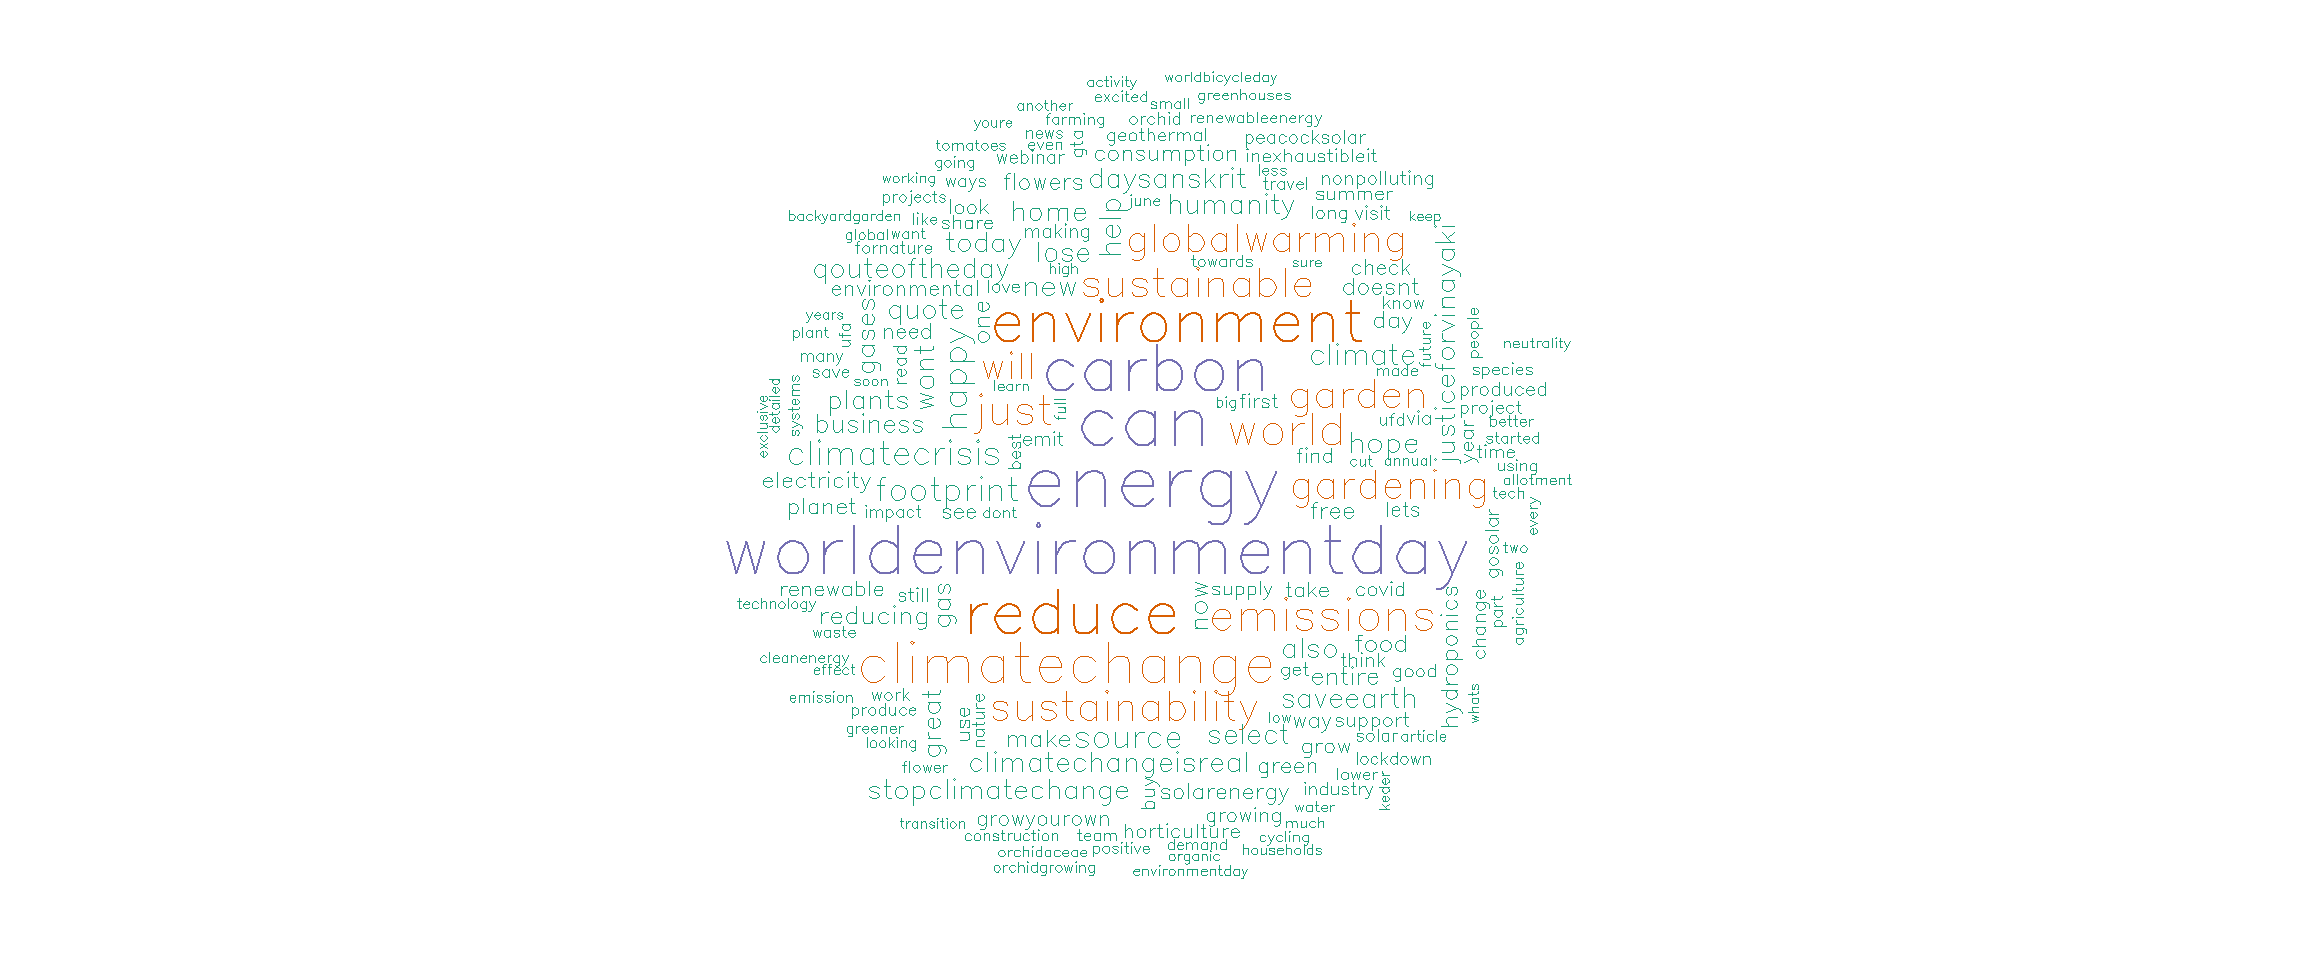 worldbicycleday
activity
excited
greenhouses
small
another
farming
orchid
renewableenergy
youre
news
gta
geothermal
peacocksolar
tomatoes
even
webinar
consumption
inexhaustibleit
going
less
working
ways
flowers
daysanskrit
travel
nonpolluting
projects
look
home
help
june
humanity
summer
backyardgarden
like
share
long
visit
keep
globalwant
today
making
globalwarming
justiceforvinayaki
fornature
lose
qouteoftheday
high
towards
sure
check
environmental
love
new
sustainable
doesnt
years
gases
quote
one
environment
know
day
plant
ufa
need
future
people
neutrality
many
read
wont
happy
will
carbon
climate
save
soon
learn
made
species
exclusive
detailed
systems
plants
just
full
can
big
first
garden
produced
business
world
ufd
via
project
better
climatecrisis
best
emit
hope
year
started
find
cut
annual
time
electricity
footprint
energy
gardening
using
allotment
tech
planet
impact
see
dont
free
lets
every
worldenvironmentday
gosolar
two
renewable
still
gas
now
supply
take
covid
technology
reducing
reduce
emissions
hydroponics
change
part
agriculture
waste
also
food
cleanenergy
effect
climatechange
get
think
entire
good
emission
work
great
use
nature
sustainability
saveearth
whats
produce
low
way
support
greener
looking
make
source
select
grow
solar
article
flower
climatechangeisreal
green
lockdown
lawer
stopclimatechange
buy
solarenergy
industry
keder
water
transition
growyourown
growing
much
construction
team
horticulture
cycling
orchidaceae
positive
demand
households
organic
orchidgrowing
environmentday